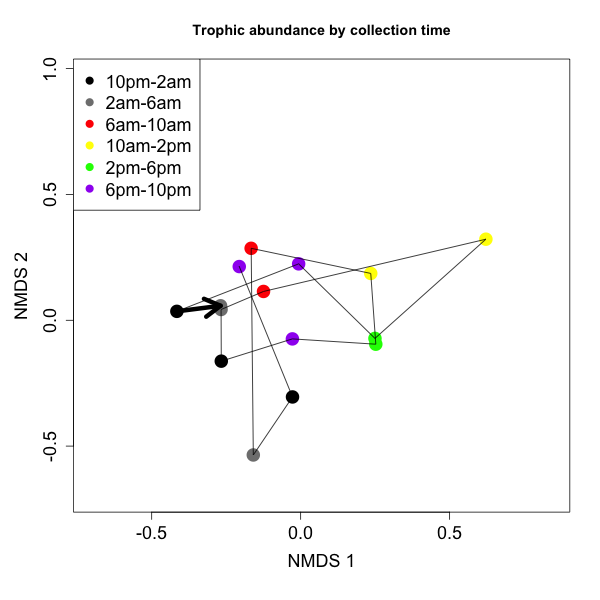 Trophic abundance by collection time
10pm-2am
2am-6am
6am-10am
10am-2pm
2pm-6pm
6pm-10pm
1.0
0.5
0.0
-0.5
NMDS 2
-0.5 0.0 0.5
NMDS 1